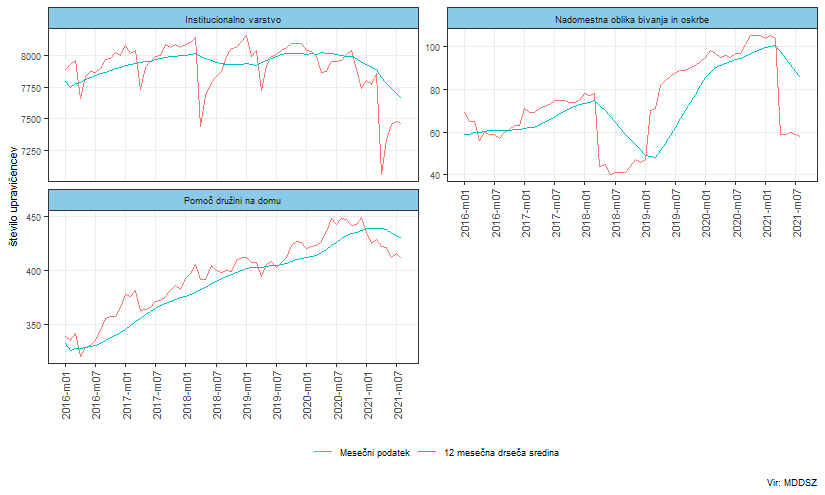 Institucionalno varstvo
8000
7750
7500
7250
Nadomestna oblika bivanja in oskrbe
100
80
60
40
2016-m01
2016-m07
2017-m01
2017-m07
2018-m01
2018-m07
2019-m01
2019-m07
2020-m01
2020-m07
2021-m01
2021-m07
število upravičencev
Pomoč družini na domu
450
400
350
2016-m01
2016-m07
2017-m01
2017-m07
2018-m01
2018-m07
2019-m01
2019-m07
2020-m01
2020-m07
2021-m01
2021-m07
Mesečni podatek
12 mesečna drseča sredina
Vir: MDDSZ